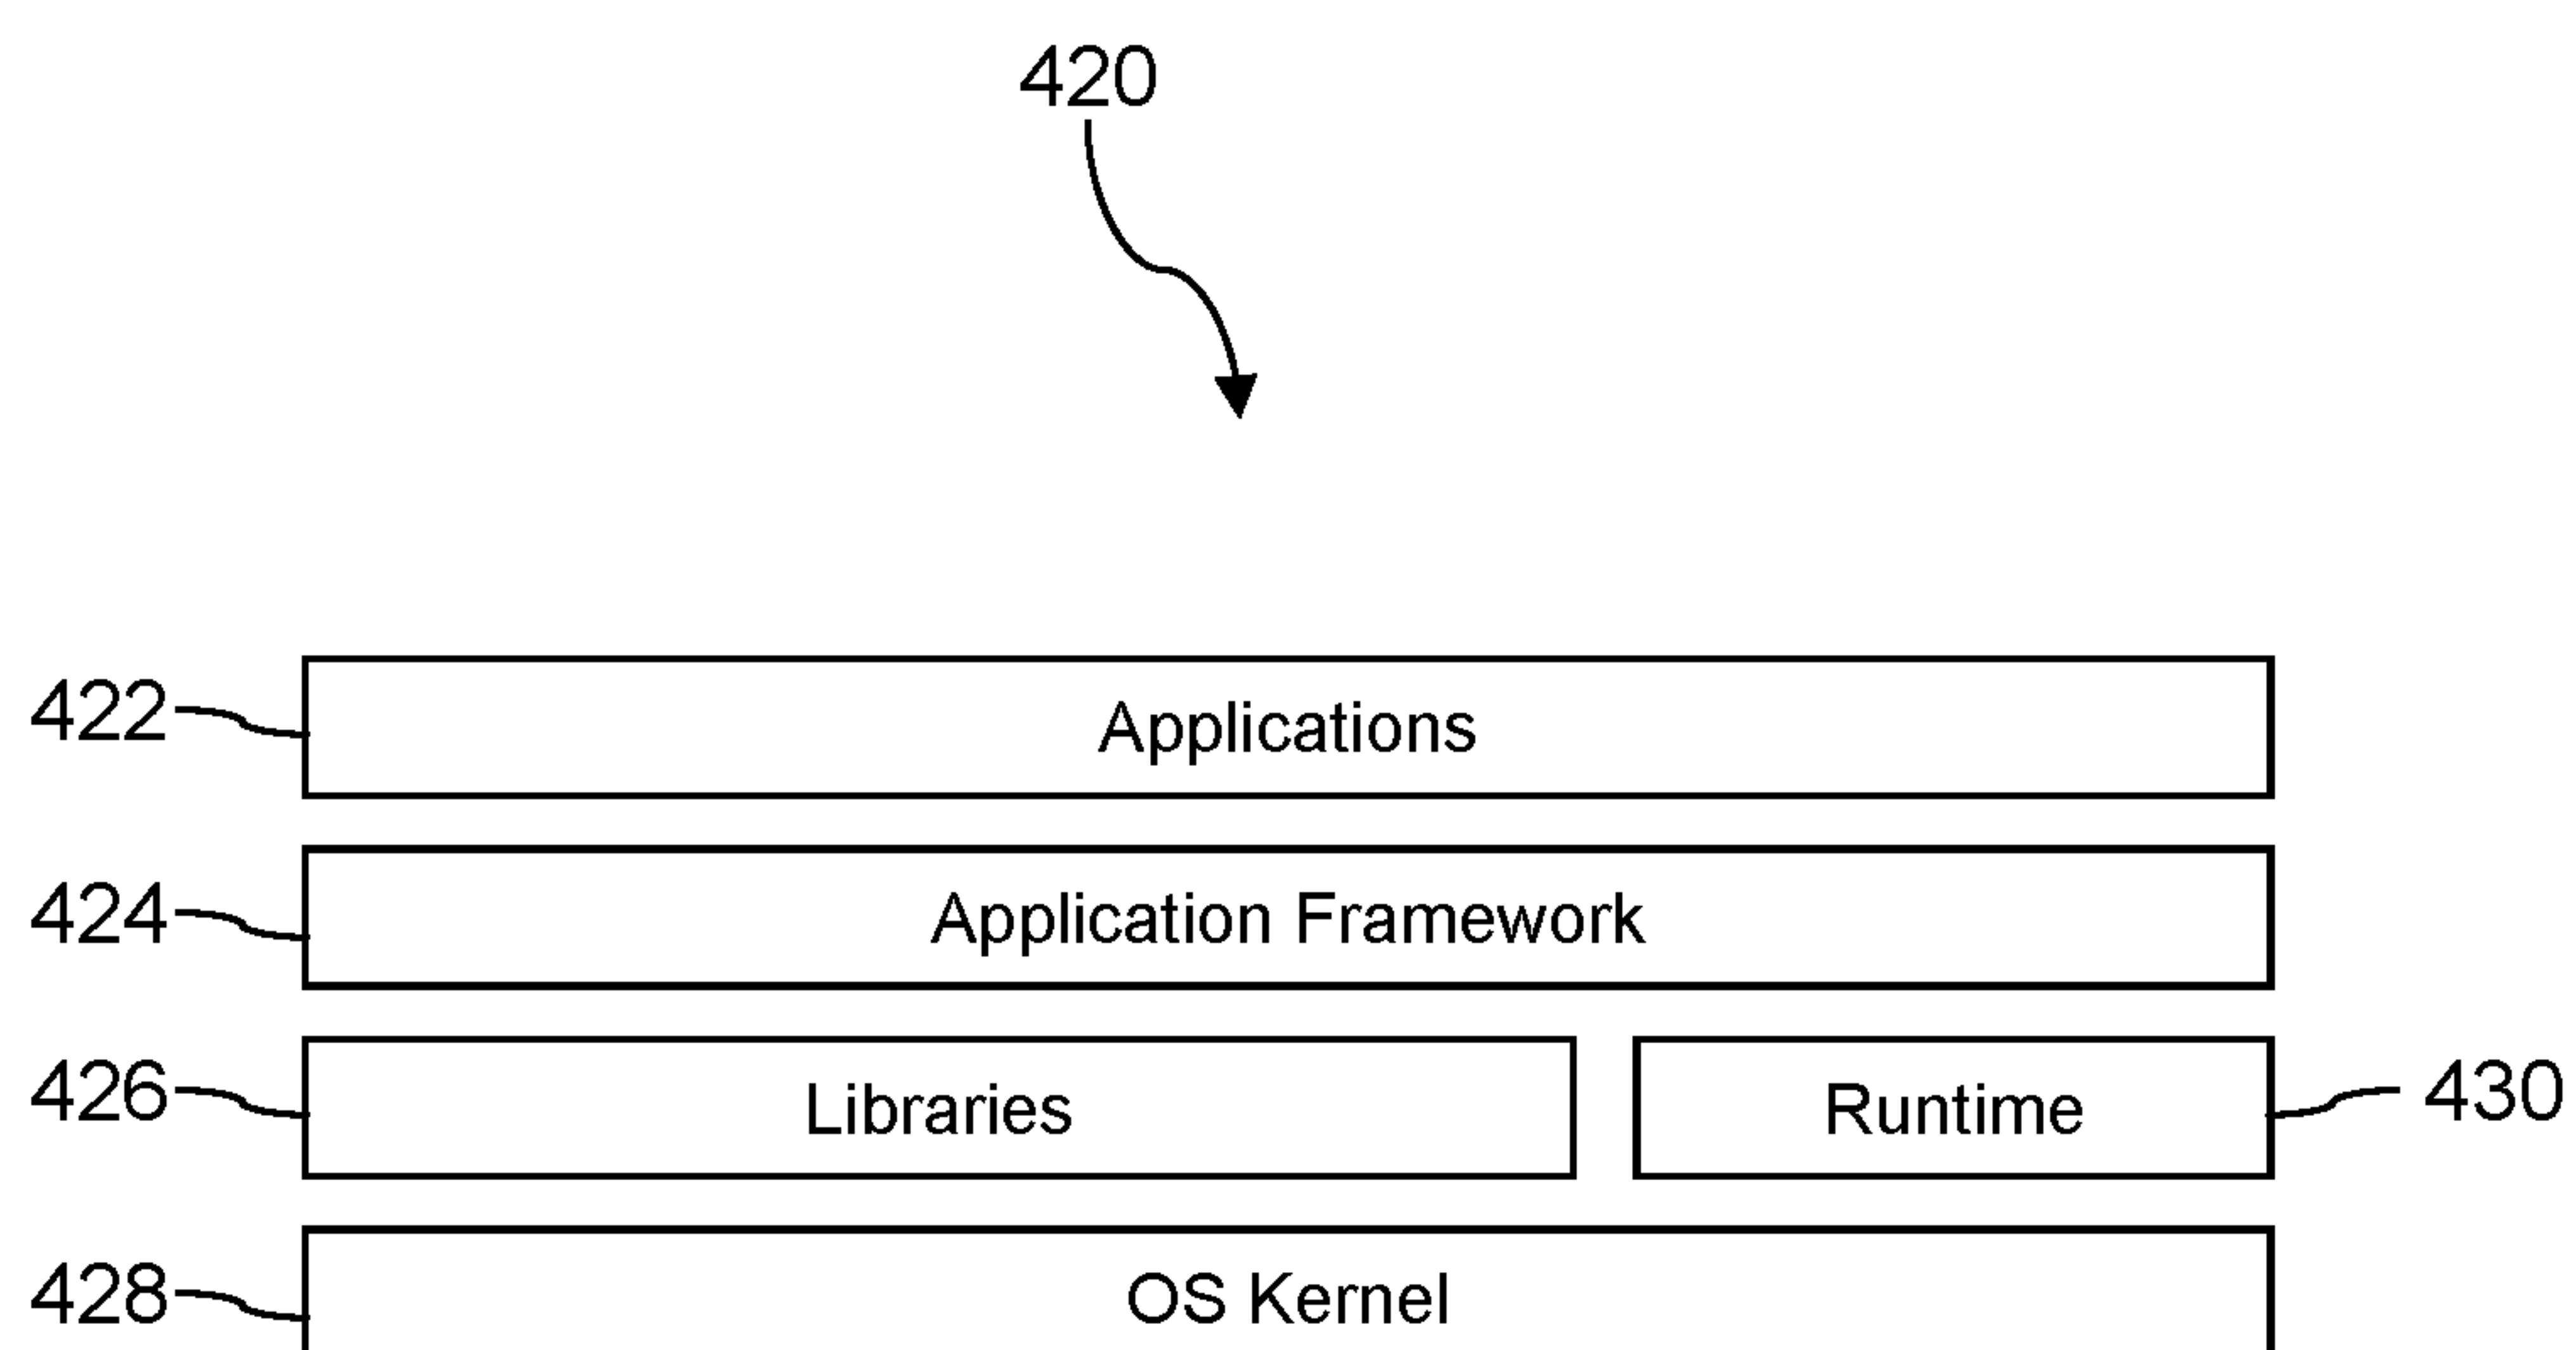 420
422 Applications
424 Application Framework
426 Libraries Runtime 430
428 OS Kernel